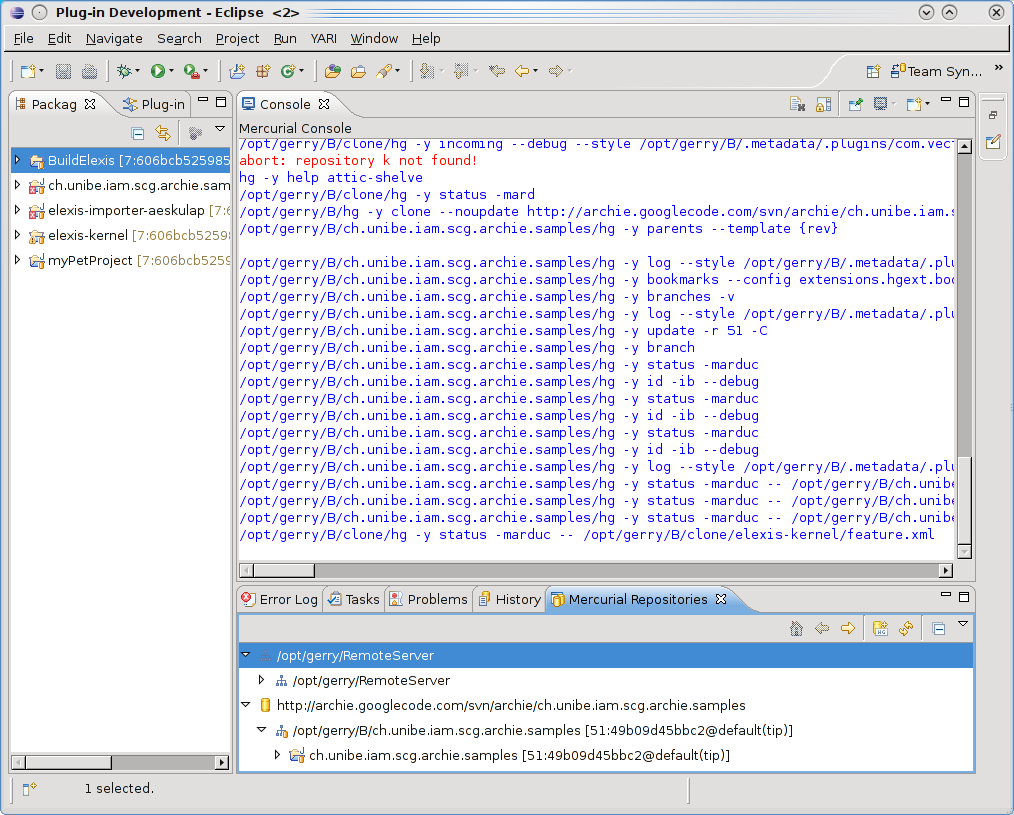 Plug-in Development - Eclipse <2>
File Edit Navigate Search Project Run YARI Window Help
Team Syn... »
Packag Plug-in
BuildElexis [7:606bcb525985
ch.unibe.iam.scg.archie.sam
elexis-importer-aeskulap [7:6
elexis-kernel [7:606bcb52598
myPetProject [7:606bcb5259
Console
Mercurial Console
/opt/gerry/B/clone/hg -y incoming --debug --style /opt/gerry/B/.metadata/.plugins/com.vec
abort: repository k not found!
hg -y help attic-shelve
/opt/gerry/B/clone/hg -y status -mard
/opt/gerry/B/hg -y clone --noupdate http://archie.googlecode.com/svn/archie/ch.unibe.iam.s
/opt/gerry/B/ch.unibe.iam.scg.archie.samples/hg -y parents --template {rev}
/opt/gerry/B/ch.unibe.iam.scg.archie.samples/hg -y log --style /opt/gerry/B/.metadata/.plu
/opt/gerry/B/ch.unibe.iam.scg.archie.samples/hg -y bookmarks --config extensions.hgext.boo
/opt/gerry/B/ch.unibe.iam.scg.archie.samples/hg -y branches -v
/opt/gerry/B/ch.unibe.iam.scg.archie.samples/hg -y log --style /opt/gerry/B/.metadata/.plu
/opt/gerry/B/ch.unibe.iam.scg.archie.samples/hg -y update -r 51 -C
/opt/gerry/B/ch.unibe.iam.scg.archie.samples/hg -y branch
/opt/gerry/B/ch.unibe.iam.scg.archie.samples/hg -y status -marduc
/opt/gerry/B/ch.unibe.iam.scg.archie.samples/hg -y id -ib --debug
/opt/gerry/B/ch.unibe.iam.scg.archie.samples/hg -y status -marduc
/opt/gerry/B/ch.unibe.iam.scg.archie.samples/hg -y id -ib --debug
/opt/gerry/B/ch.unibe.iam.scg.archie.samples/hg -y status -marduc
/opt/gerry/B/ch.unibe.iam.scg.archie.samples/hg -y id -ib --debug
/opt/gerry/B/ch.unibe.iam.scg.archie.samples/hg -y log --style /opt/gerry/B/.metadata/.plu
/opt/gerry/B/ch.unibe.iam.scg.archie.samples/hg -y status -marduc -- /opt/gerry/B/ch.unibe
/opt/gerry/B/ch.unibe.iam.scg.archie.samples/hg -y status -marduc -- /opt/gerry/B/ch.unibe
/opt/gerry/B/ch.unibe.iam.scg.archie.samples/hg -y status -marduc -- /opt/gerry/B/ch.unibe
/opt/gerry/B/clone/hg -y status -marduc -- /opt/gerry/B/clone/elexis-kernel/feature.xml
Error Log Tasks Problems History Mercurial Repositories
/opt/gerry/RemoteServer
/opt/gerry/RemoteServer
http://archie.googlecode.com/svn/archie/ch.unibe.iam.scg.archie.samples
/opt/gerry/B/ch.unibe.iam.scg.archie.samples [51:49b09d45bbc2@default(tip)]
ch.unibe.iam.scg.archie.samples [51:49b09d45bbc2@default(tip)]
1 selected.